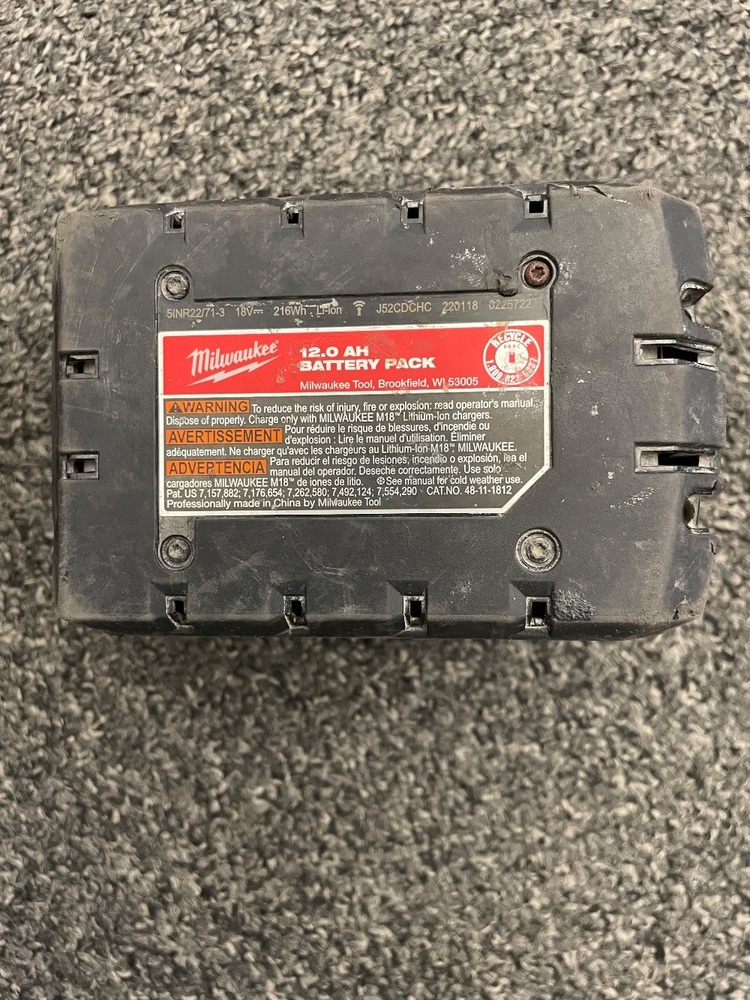 5INR22/71-3 18V⎓ 216Wh Li-Ion J52CDCHC 220118 0225722
Milwaukee
12.0 AH
BATTERY PACK
Milwaukee Tool, Brookfield, WI 53005
RECYCLE
⚠WARNING To reduce the risk of injury, fire or explosion: read operator's manual.
Dispose of properly. Charge only with MILWAUKEE M18™ Lithium-Ion chargers.
AVERTISSEMENT Pour réduire le risque de blessures, d'incendie ou
d'explosion : Lire le manuel d'utilisation. Éliminer
adéquatement. Ne charger qu'avec les chargeurs au Lithium-Ion M18™, MILWAUKEE.
ADVEPTENCIA Para reducir el riesgo de lesiones, incendio o explosión, lea el
manual del operador. Deseche correctamente. Use solo
cargadores MILWAUKEE M18™ de iones de litio. See manual for cold weather use.
Pat. US 7,157,882; 7,176,654; 7,262,580; 7,492,124; 7,554,290 CAT.NO. 48-11-1812
Professionally made in China by Milwaukee Tool